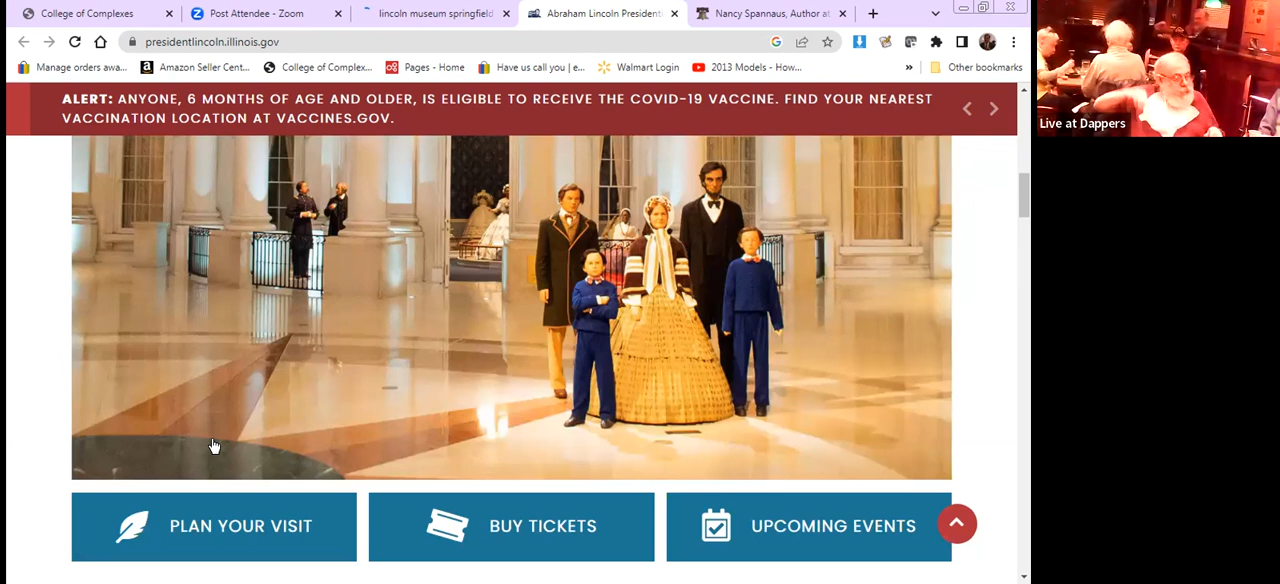 College of Complexes
Post Attendee - Zoom
lincoln museum springfield
Abraham Lincoln President
Nancy Spannaus, Author at
presidentlincoln.illinois.gov
Manage orders awa...
Amazon Seller Cent...
College of Complex...
Pages - Home
Have us call you | e...
Walmart Login
2013 Models - How...
»
Other bookmarks
ALERT: ANYONE, 6 MONTHS OF AGE AND OLDER, IS ELIGIBLE TO RECEIVE THE COVID-19 VACCINE. FIND YOUR NEAREST
VACCINATION LOCATION AT VACCINES.GOV.
Live at Dappers
PLAN YOUR VISIT
BUY TICKETS
UPCOMING EVENTS